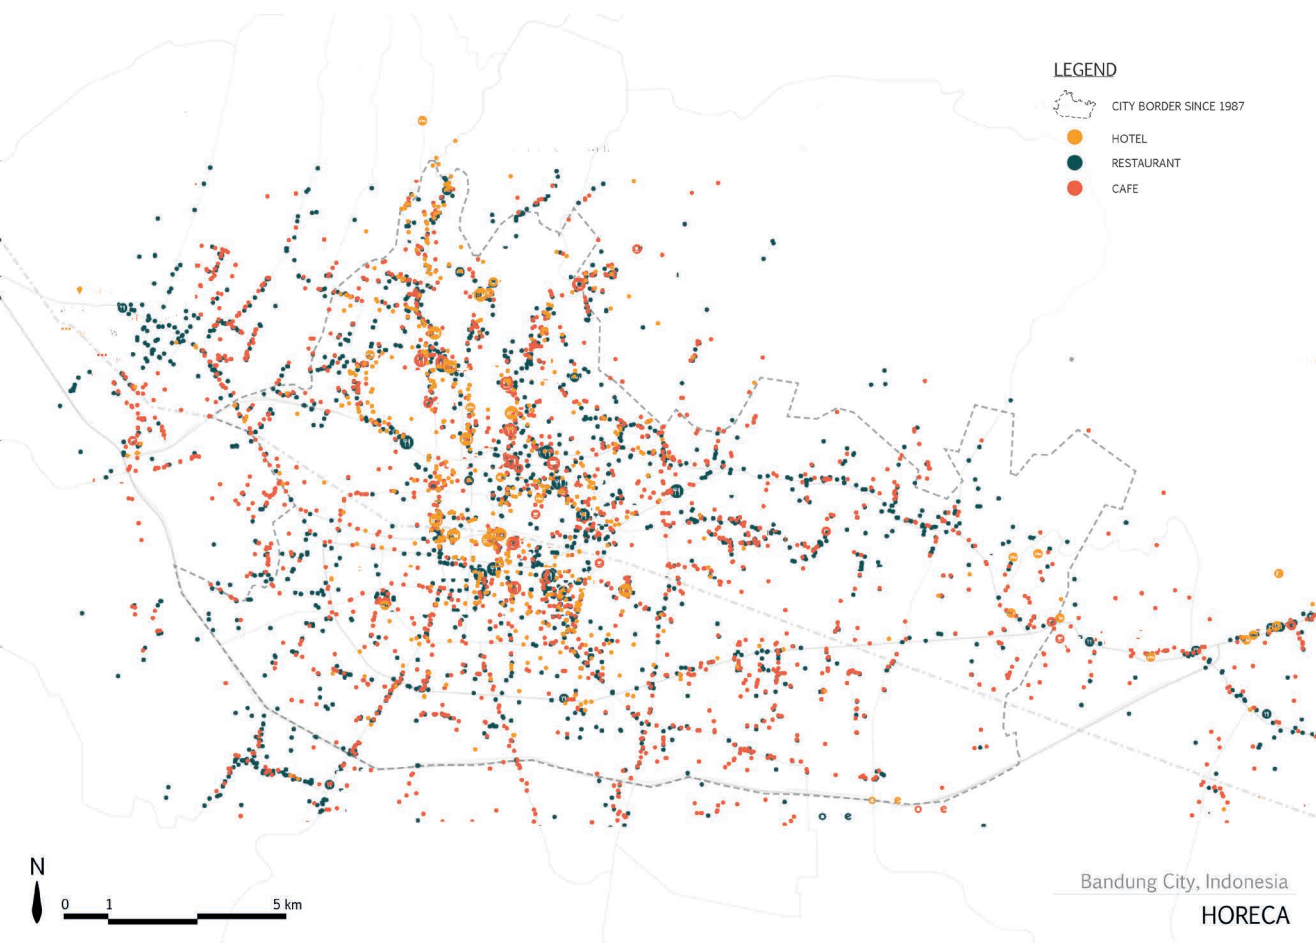 LEGEND
CITY BORDER SINCE 1987
HOTEL
RESTAURANT
CAFE
N
0 1 5 km
Bandung City, Indonesia
HORECA